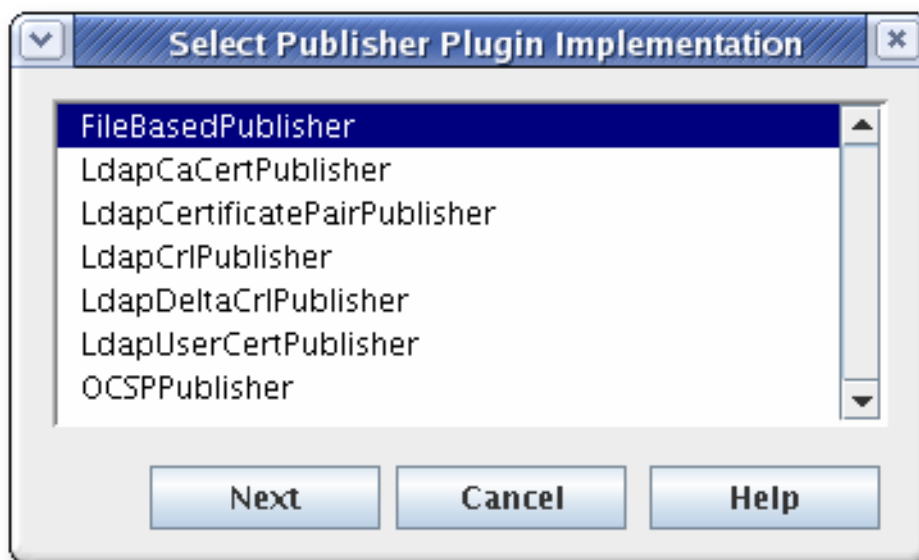 Select Publisher Plugin Implementation
FileBasedPublisher
LdapCaCertPublisher
LdapCertificatePairPublisher
LdapCrlPublisher
LdapDeltaCrlPublisher
LdapUserCertPublisher
OCSPPublisher
Next Cancel Help